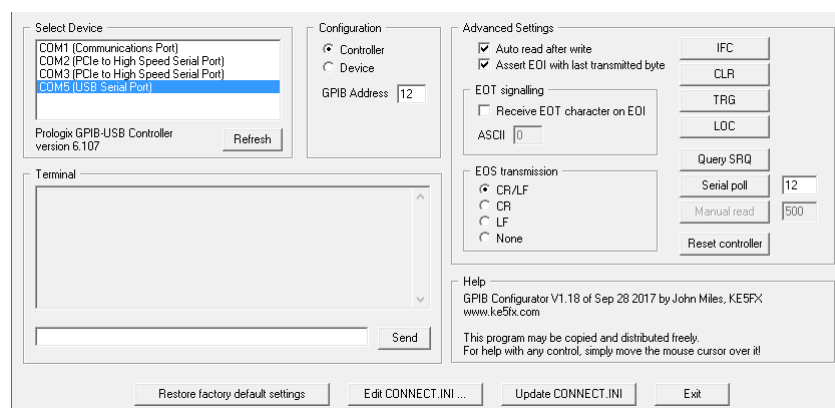 Select Device
COM1 (Communications Port)
COM2 (PCIe to High Speed Serial Port)
COM3 (PCIe to High Speed Serial Port)
COM5 (USB Serial Port)
Prologix GPIB-USB Controller
version 6.107
Refresh
Configuration
Controller
Device
GPIB Address 12
Advanced Settings
Auto read after write
Assert EOI with last transmitted byte
EOT signalling
Receive EOT character on EOI
ASCII 0
EOS transmission
CR/LF
CR
LF
None
IFC
CLR
TRG
LOC
Query SRQ
Serial poll 12
Manual read 500
Reset controller
Terminal
Send
Help
GPIB Configurator V1.18 of Sep 28 2017 by John Miles, KE5FX
www.ke5fx.com
This program may be copied and distributed freely.
For help with any control, simply move the mouse cursor over it!
Restore factory default settings
Edit CONNECT.INI ...
Update CONNECT.INI
Exit